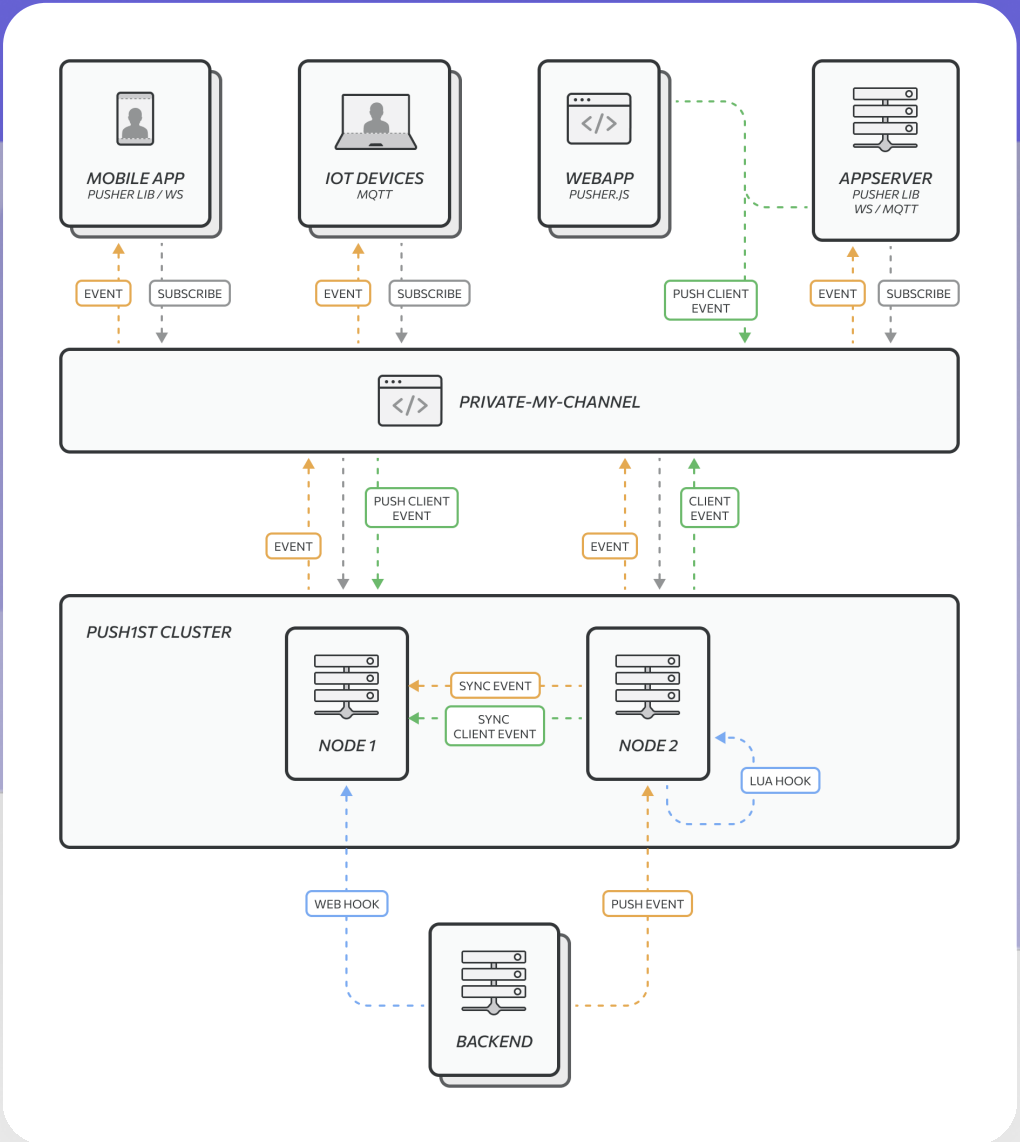 MOBILE APP
PUSHER LIB / WS
IOT DEVICES
MQTT
WEBAPP
PUSHER.JS
APPSERVER
PUSHER LIB
WS / MQTT
EVENT
SUBSCRIBE
EVENT
SUBSCRIBE
PUSH CLIENT
EVENT
EVENT
SUBSCRIBE
</>
PRIVATE-MY-CHANNEL
EVENT
PUSH CLIENT
EVENT
EVENT
CLIENT
EVENT
PUSH1ST CLUSTER
NODE 1
SYNC EVENT
SYNC
CLIENT EVENT
NODE 2
LUA HOOK
WEB HOOK
PUSH EVENT
BACKEND